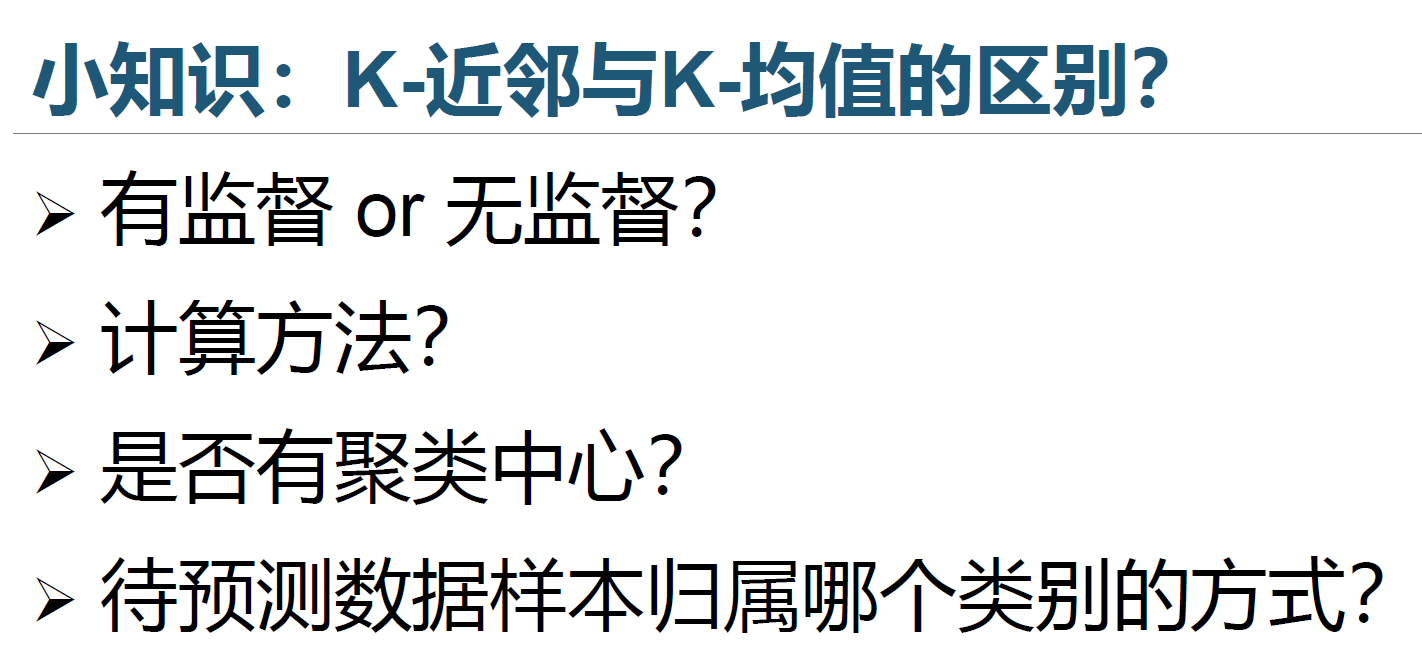 小知识：K-近邻与K-均值的区别？
➢ 有监督 or 无监督？
➢ 计算方法？
➢ 是否有聚类中心？
➢ 待预测数据样本归属哪个类别的方式？